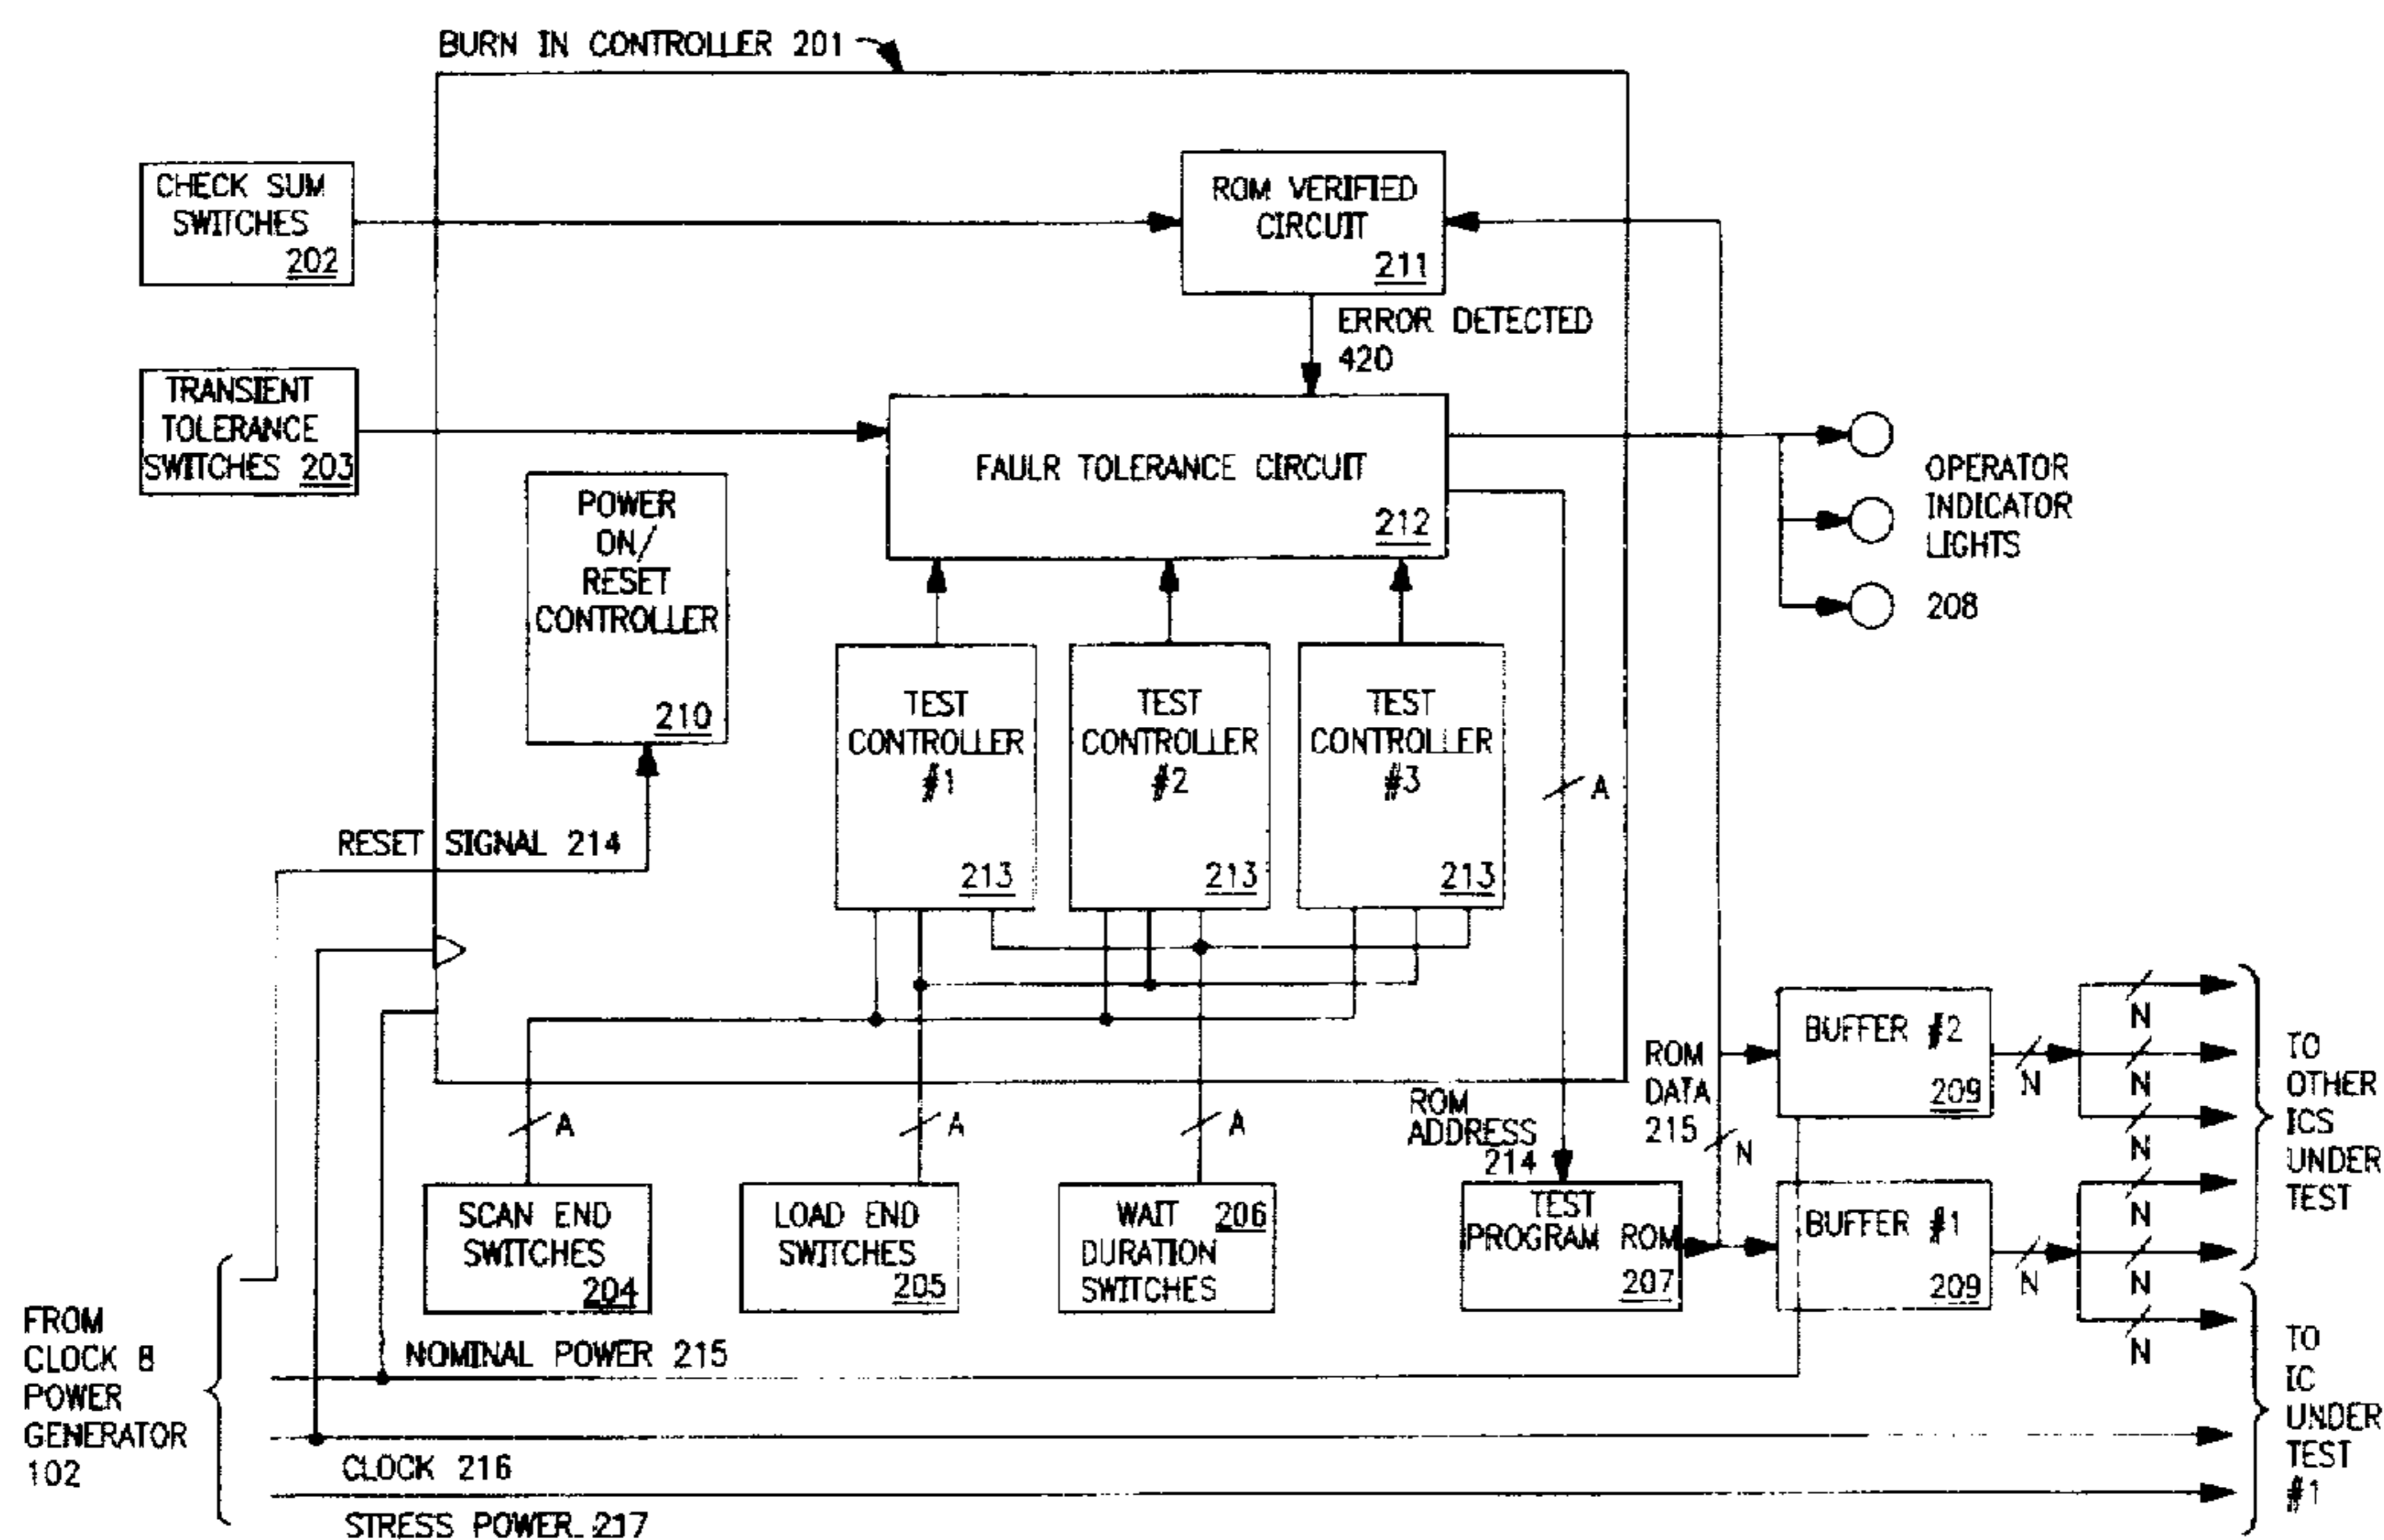 BURN IN CONTROLLER 201
CHECK SUM
SWITCHES
202
ROM VERIFIED
CIRCUIT
211
ERROR DETECTED
420
TRANSIENT
TOLERANCE
SWITCHES 203
FAULR TOLERANCE CIRCUIT
212
OPERATOR
INDICATOR
LIGHTS
208
POWER
ON/
RESET
CONTROLLER
210
TEST
CONTROLLER
#1
213
TEST
CONTROLLER
#2
213
TEST
CONTROLLER
#3
213
A
RESET SIGNAL 214
A
A
A
ROM
ADDRESS
214
ROM
DATA
215
N
BUFFER #2
209
N
N
N
N
TO
OTHER
ICS
UNDER
TEST
SCAN END
SWITCHES
204
LOAD END
SWITCHES
205
WAIT 206
DURATION
SWITCHES
TEST
PROGRAM ROM
207
BUFFER #1
209
N
N
N
N
FROM
CLOCK 8
POWER
GENERATOR
102
NOMINAL POWER 215
CLOCK 216
STRESS POWER 217
TO
IC
UNDER
TEST
#1